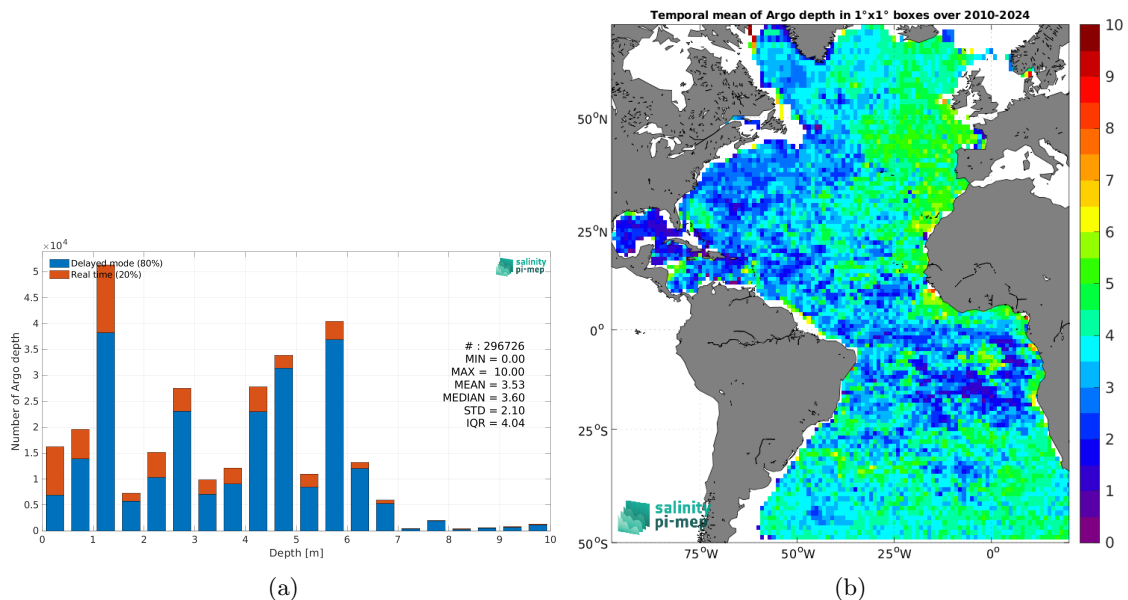 Temporal mean of Argo depth in 1°x1° boxes over 2010-2024
×10⁴
Delayed mode (80%)
Real time (20%)
salinity
pi-mep
5
4.5
4
3.5
3
2.5
2
1.5
1
0.5
0
Number of Argo depth
# : 296726
MIN = 0.00
MAX = 10.00
MEAN = 3.53
MEDIAN = 3.60
STD = 2.10
IQR = 4.04
0 1 2 3 4 5 6 7 8 9 10
Depth [m]
(a)
50°N
25°N
0°
25°S
50°S
75°W 50°W 25°W 0°
salinity
pi-mep
10
9
8
7
6
5
4
3
2
1
0
(b)